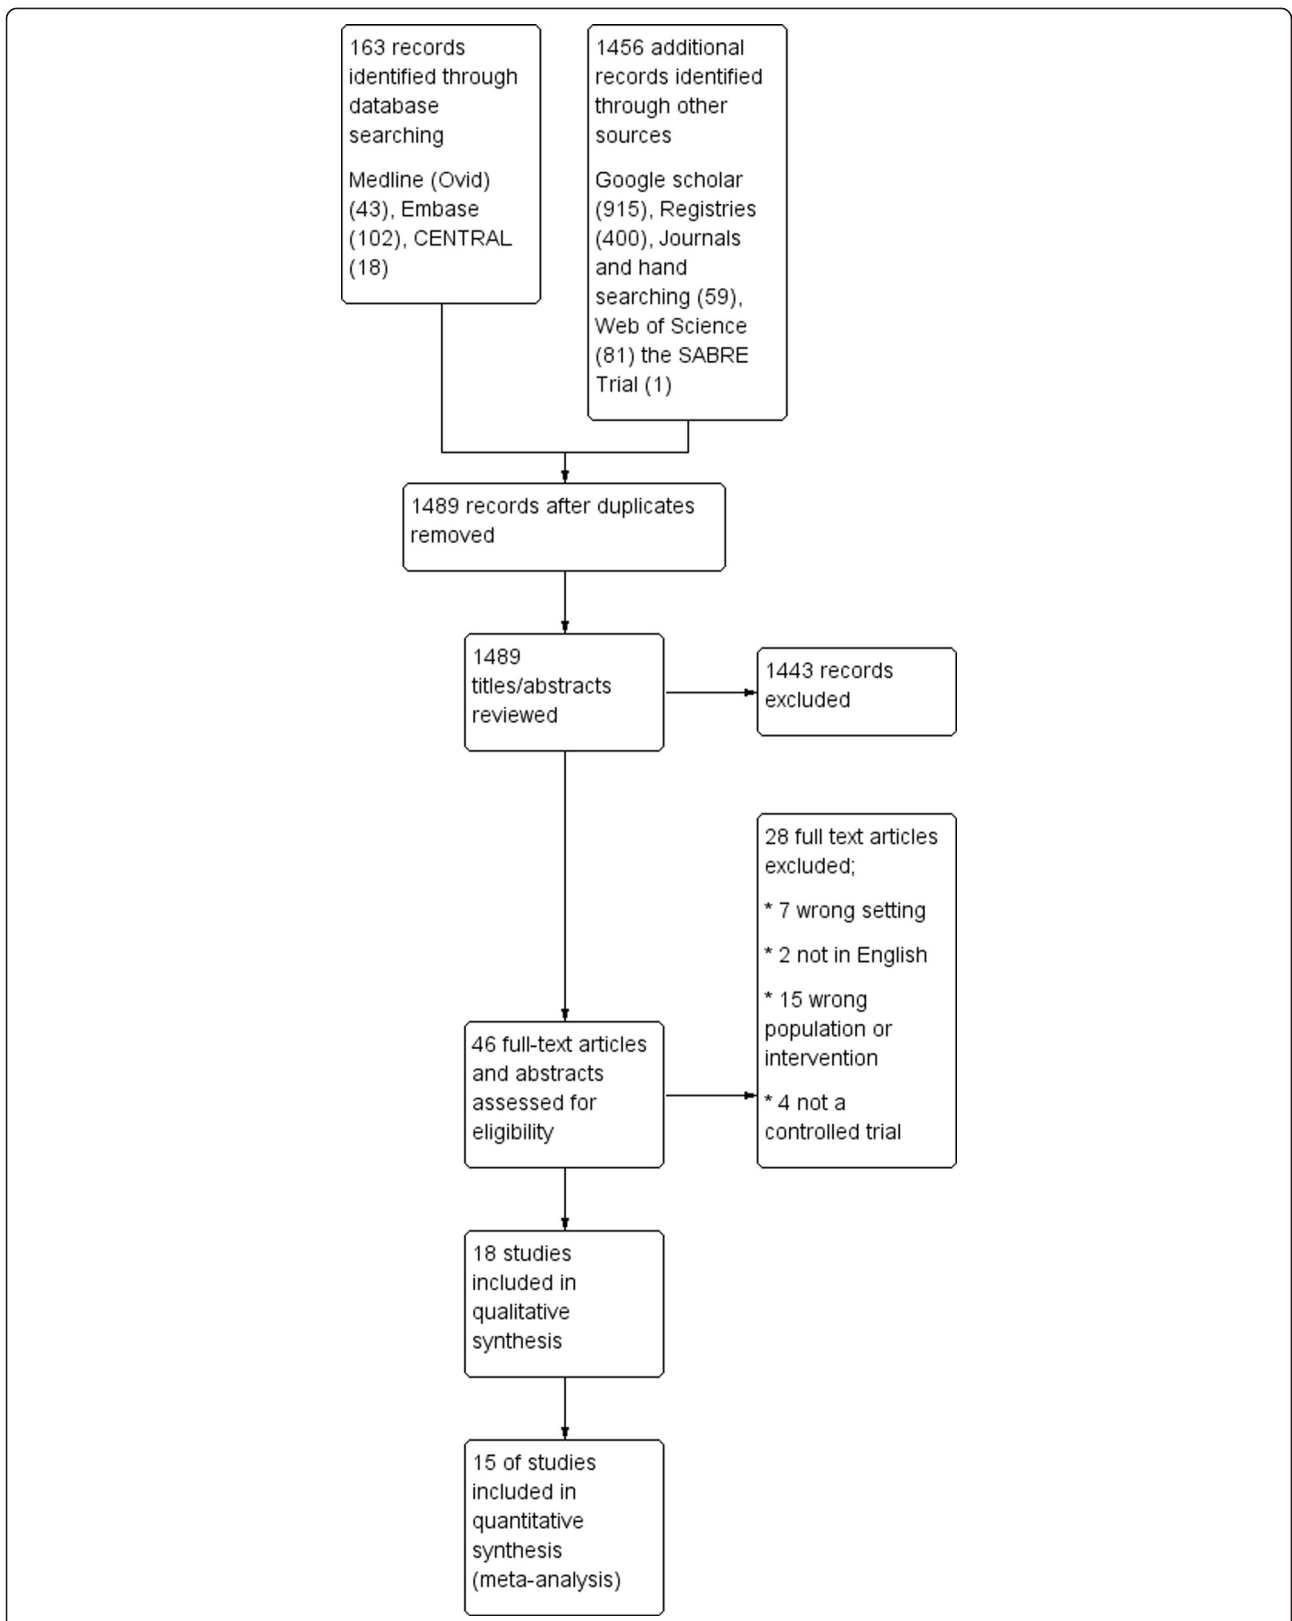 163 records
identified through
database
searching
Medline (Ovid)
(43), Embase
(102), CENTRAL
(18)
1456 additional
records identified
through other
sources
Google scholar
(915), Registries
(400), Journals
and hand
searching (59),
Web of Science
(81) the SABRE
Trial (1)
1489 records after duplicates
removed
1489
titles/abstracts
reviewed
1443 records
excluded
28 full text articles
excluded;
* 7 wrong setting
* 2 not in English
* 15 wrong
population or
intervention
* 4 not a
controlled trial
46 full-text articles
and abstracts
assessed for
eligibility
18 studies
included in
qualitative
synthesis
15 of studies
included in
quantitative
synthesis
(meta-analysis)